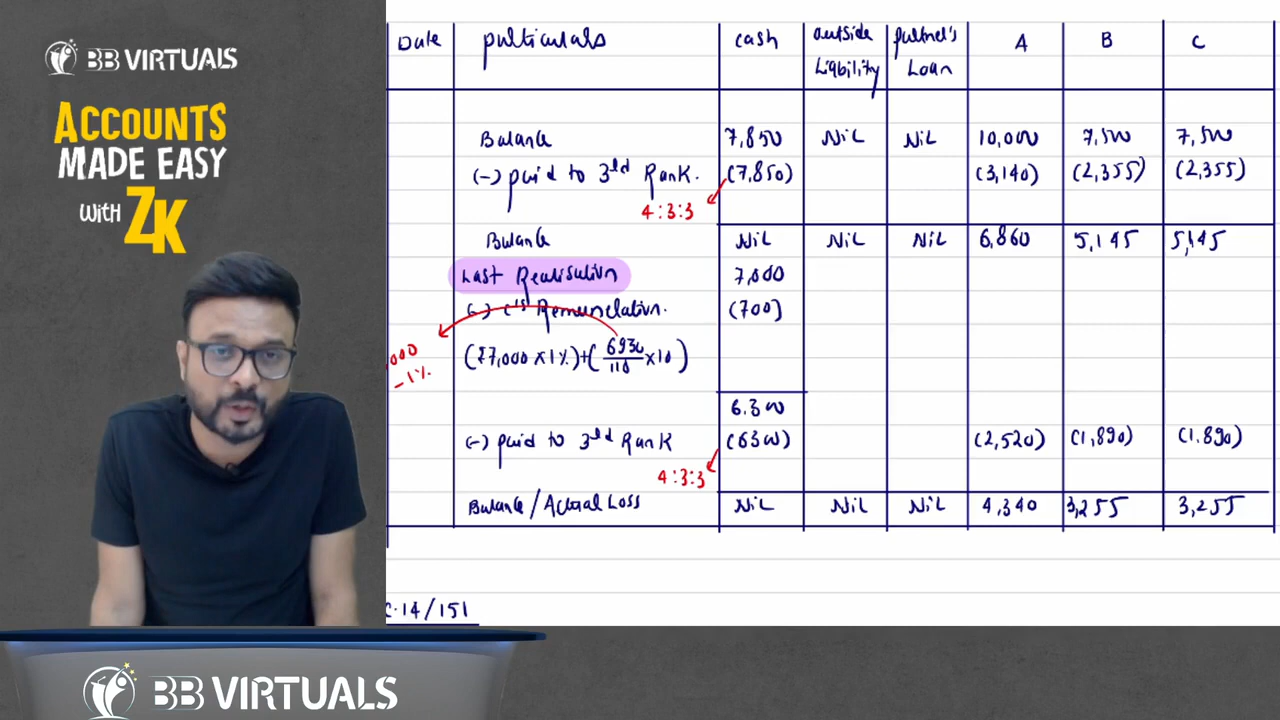 BB VIRTUALS
ACCOUNTS
MADE EASY
WITH ZK
Date particulars cash outside Liability partner's Loan A B C
Balance 7,850 NiL NiL 10,000 7,500 7,500
(-) paid to 3rd Rank. (7,850) (3,140) (2,355) (2,355)
4:3:3
Balance NiL NiL NiL 6,860 5,145 5,145
Last Realisation 7,000
(-) C's Remuneration. (700)
000 (₹7,000 x 1%) + (6930/110 x 10)
-1%
6,300
(-) paid to 3rd Rank (6300) (2,520) (1,890) (1,890)
4:3:3
Balance/Actual Loss NiL NiL NiL 4,340 3,255 3,255
14/151
BB VIRTUALS